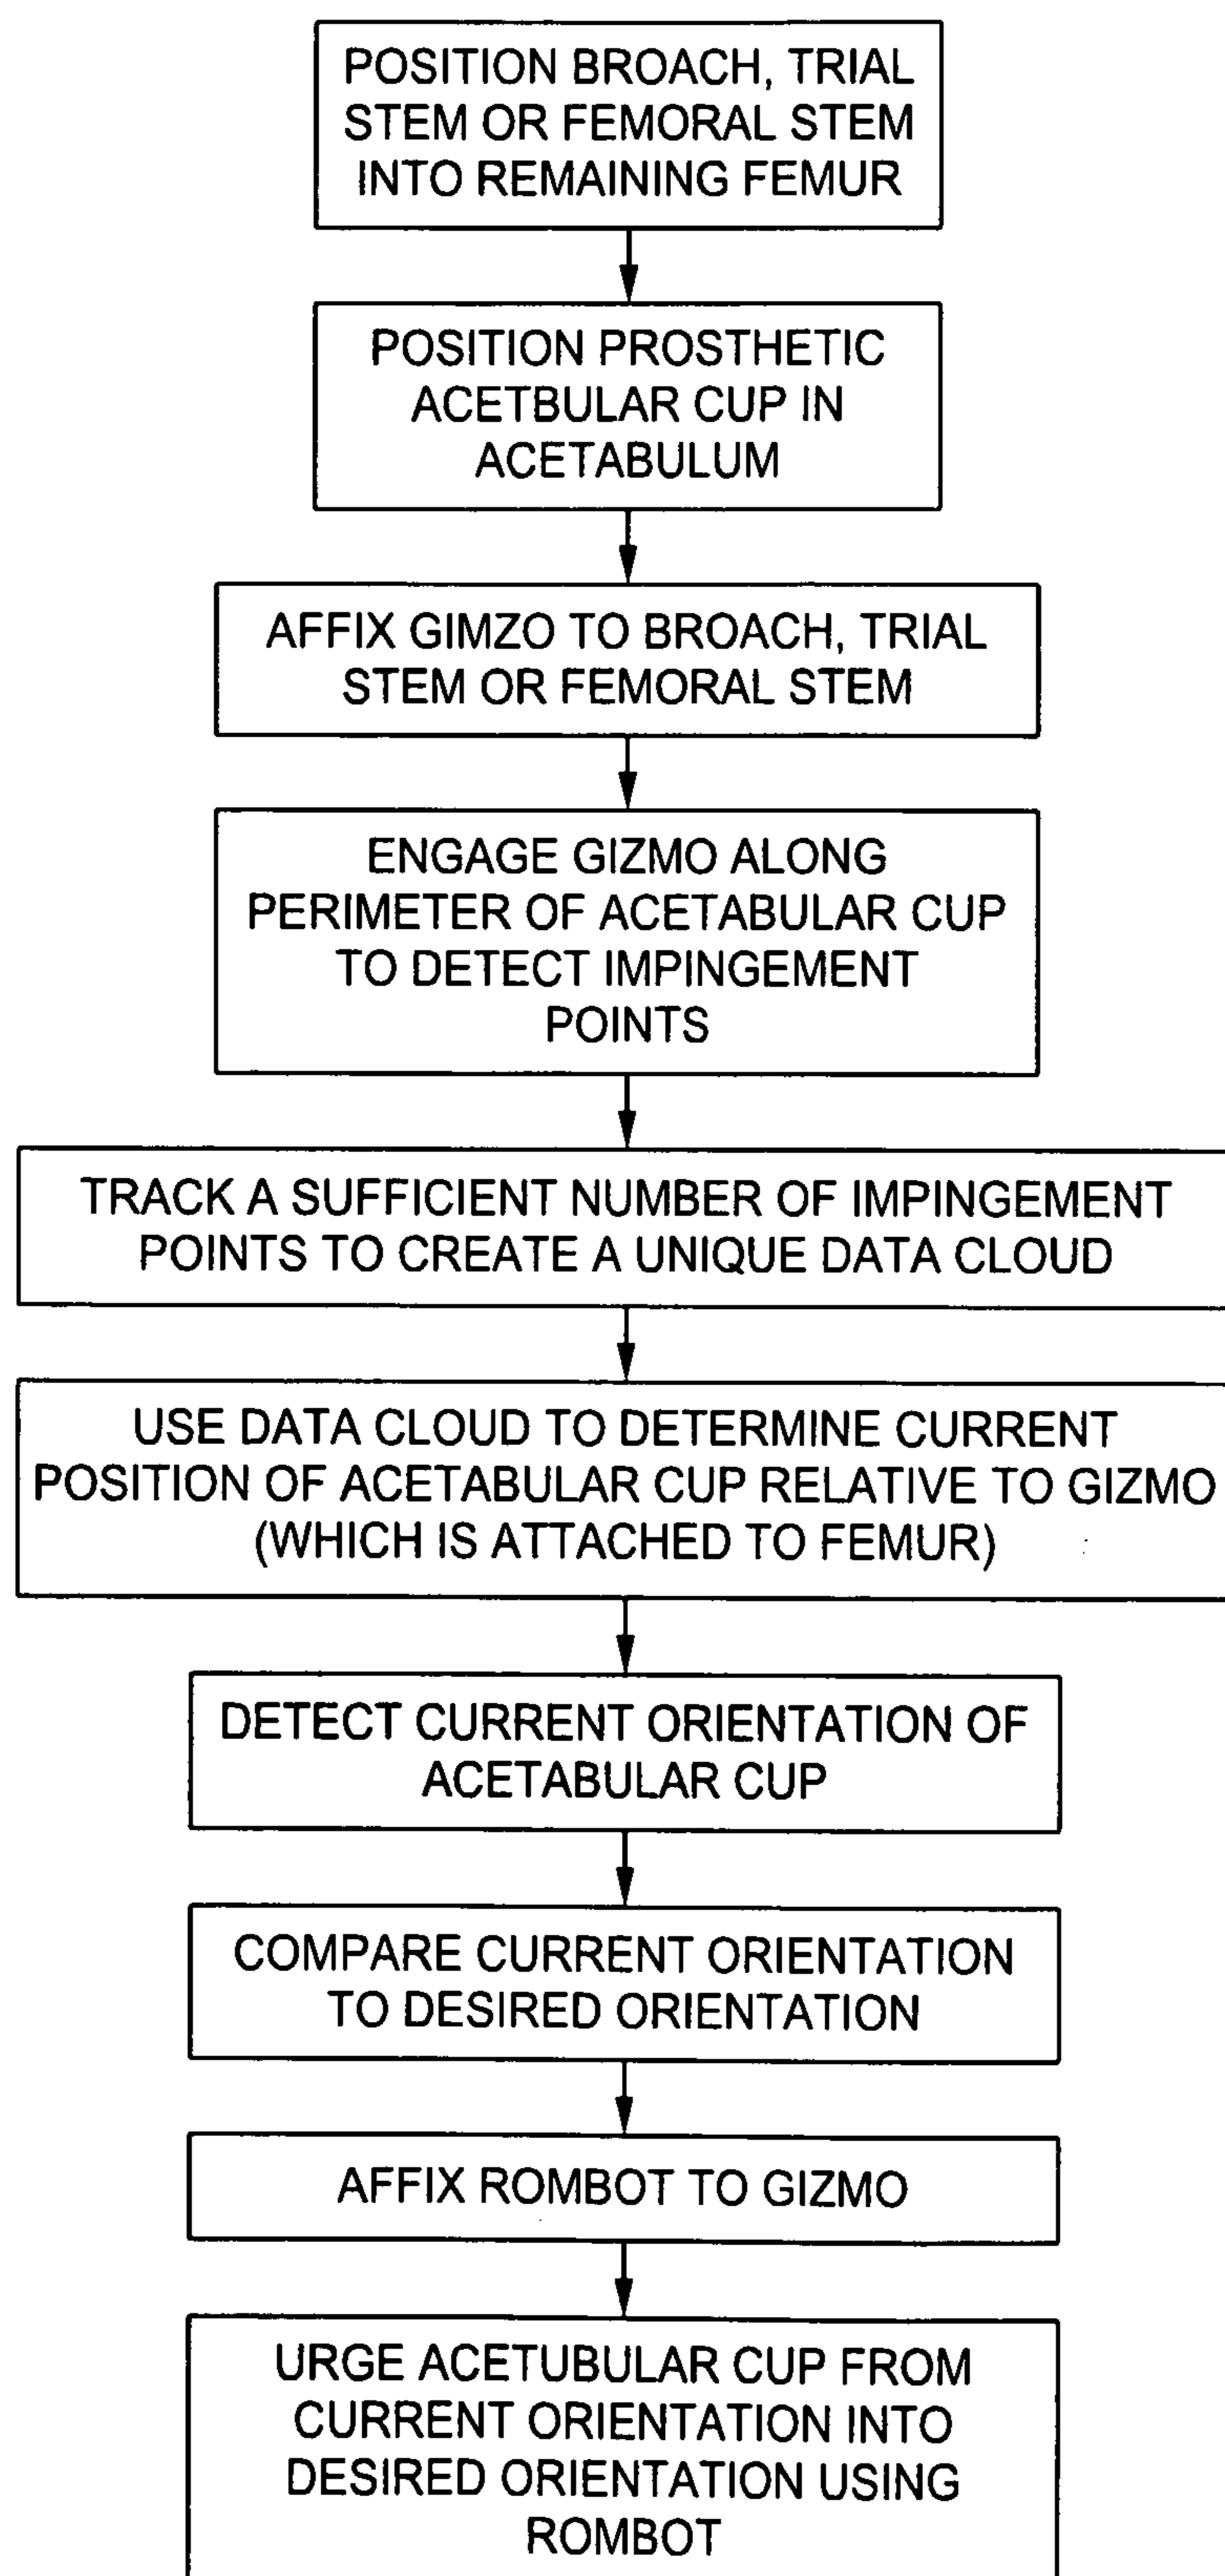 POSITION BROACH, TRIAL
STEM OR FEMORAL STEM
INTO REMAINING FEMUR
POSITION PROSTHETIC
ACETBULAR CUP IN
ACETABULUM
AFFIX GIMZO TO BROACH, TRIAL
STEM OR FEMORAL STEM
ENGAGE GIZMO ALONG
PERIMETER OF ACETABULAR CUP
TO DETECT IMPINGEMENT
POINTS
TRACK A SUFFICIENT NUMBER OF IMPINGEMENT
POINTS TO CREATE A UNIQUE DATA CLOUD
USE DATA CLOUD TO DETERMINE CURRENT
POSITION OF ACETABULAR CUP RELATIVE TO GIZMO
(WHICH IS ATTACHED TO FEMUR)
DETECT CURRENT ORIENTATION OF
ACETABULAR CUP
COMPARE CURRENT ORIENTATION
TO DESIRED ORIENTATION
AFFIX ROMBOT TO GIZMO
URGE ACETUBULAR CUP FROM
CURRENT ORIENTATION INTO
DESIRED ORIENTATION USING
ROMBOT